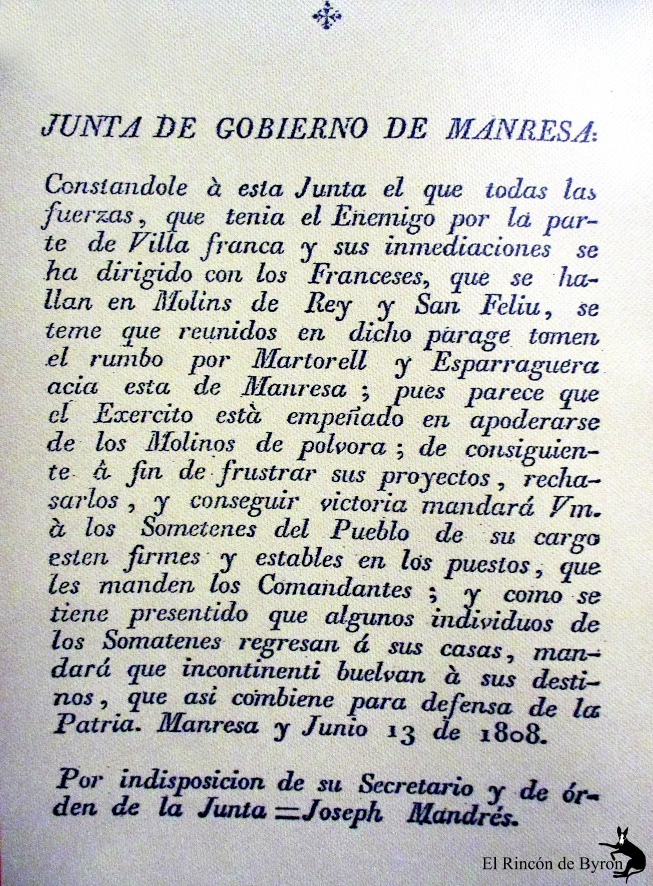 JUNTA DE GOBIERNO DE MANRESA:
Constandole à esta Junta el que todas las
fuerzas, que tenia el Enemigo por la par-
te de Villa franca y sus inmediaciones se
ha dirigido con los Franceses, que se ha-
llan en Molins de Rey y San Feliu, se
teme que reunidos en dicho parage tomen
el rumbo por Martorell y Esparraguera
acia esta de Manresa ; pues parece que
el Exercito està empeñado en apoderarse
de los Molinos de polvora ; de consiguien-
te â fin de frustrar sus proyectos, recha-
sarlos, y conseguir victoria mandará Vm.
à los Sometenes del Pueblo de su cargo
esten firmes y estables en los puestos, que
les manden los Comandantes ; y como se
tiene presentido que algunos individuos de
los Somatenes regresan á sus casas, man-
dará que incontinenti buelvan à sus desti-
nos, que asi combiene para defensa de la
Patria. Manresa y Junio 13 de 1808.
Por indisposicion de su Secretario y de ór-
den de la Junta = Joseph Mandrés.
El Rincón de Byron